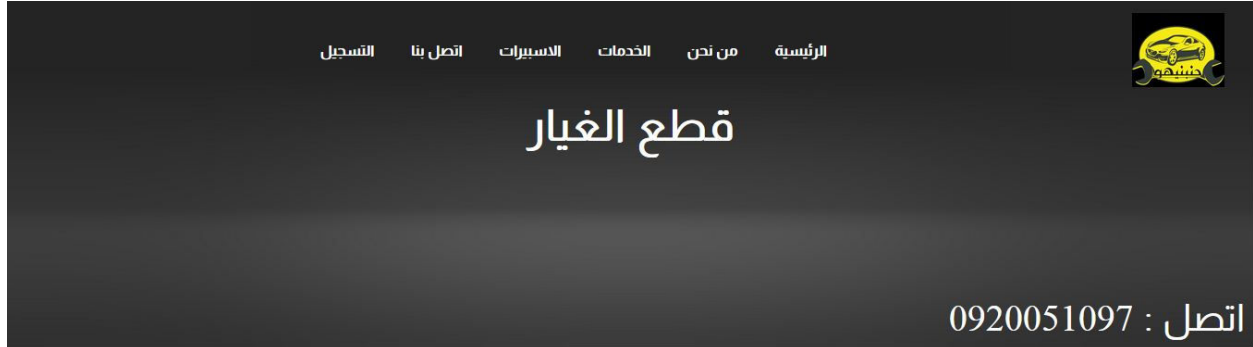 الرئيسية من نحن الخدمات الاسبيرات اتصل بنا التسجيل
قطع الغيار
اتصل : 0920051097